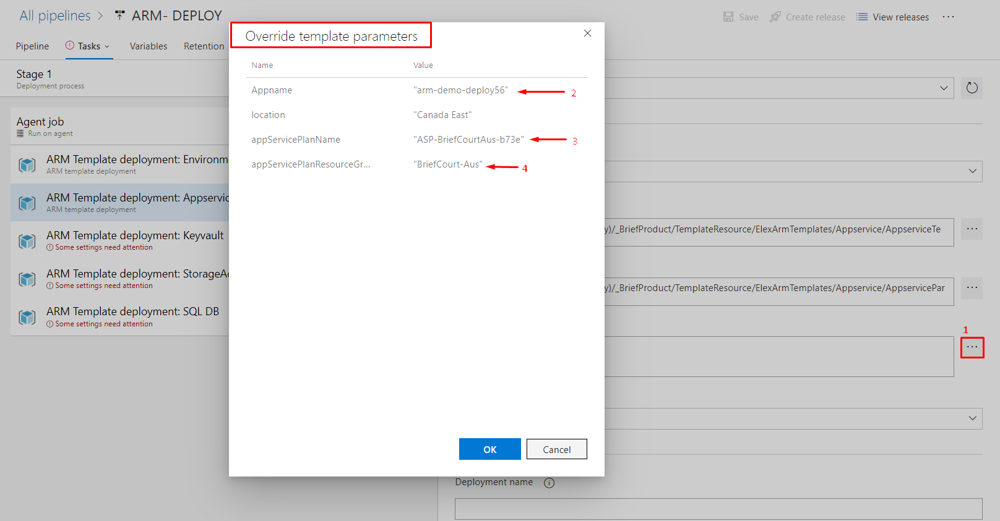 All pipelines > ARM- DEPLOY
Save
Create release
View releases
...
Pipeline
Tasks
Variables
Retention
Stage 1
Deployment process
Agent job
Run on agent
ARM Template deployment: Environm
ARM template deployment
ARM Template deployment: Appservic
ARM template deployment
ARM Template deployment: Keyvault
Some settings need attention
ARM Template deployment: StorageAc
Some settings need attention
ARM Template deployment: SQL DB
Some settings need attention
Override template parameters
Name Value
Appname "arm-demo-deploy56" 2
location "Canada East"
appServicePlanName "ASP-BriefCourtAus-b73e" 3
appServicePlanResourceGr... "BriefCourt-Aus" 4
OK
Cancel
y)/_BriefProduct/TemplateResource/ElexArmTemplates/Appservice/AppserviceTe
...
y)/_BriefProduct/TemplateResource/ElexArmTemplates/Appservice/AppservicePar
...
1
...
Deployment name